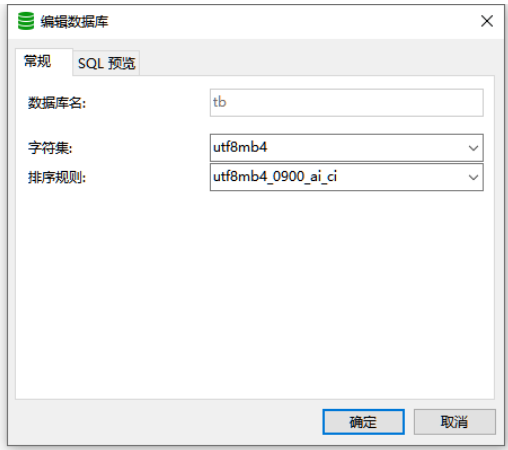 编辑数据库
常规 SQL 预览
数据库名: tb
字符集: utf8mb4
排序规则: utf8mb4_0900_ai_ci
确定 取消